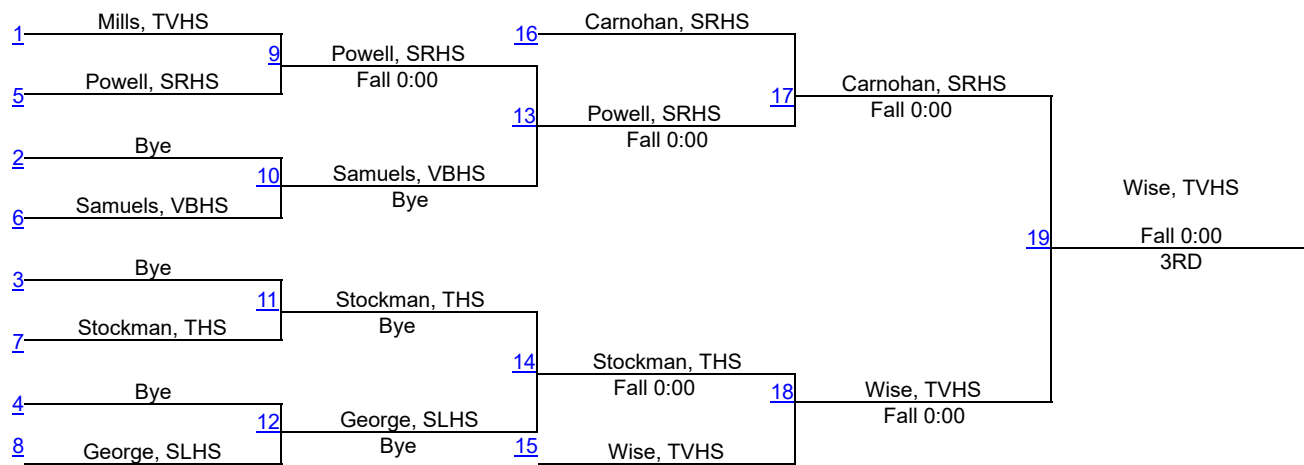 Mills, TVHS
1
9
Powell, SRHS
5
Powell, SRHS
Fall 0:00
Bye
2
10
Samuels, VBHS
6
Samuels, VBHS
Bye
13
Bye
3
11
Stockman, THS
7
Stockman, THS
Bye
Bye
4
12
George, SLHS
8
George, SLHS
Bye
14
Carnohan, SRHS
16
17
Powell, SRHS
Fall 0:00
Stockman, THS
Fall 0:00
18
15
Wise, TVHS
Carnohan, SRHS
Fall 0:00
Wise, TVHS
Fall 0:00
19
Wise, TVHS
Fall 0:00
3RD